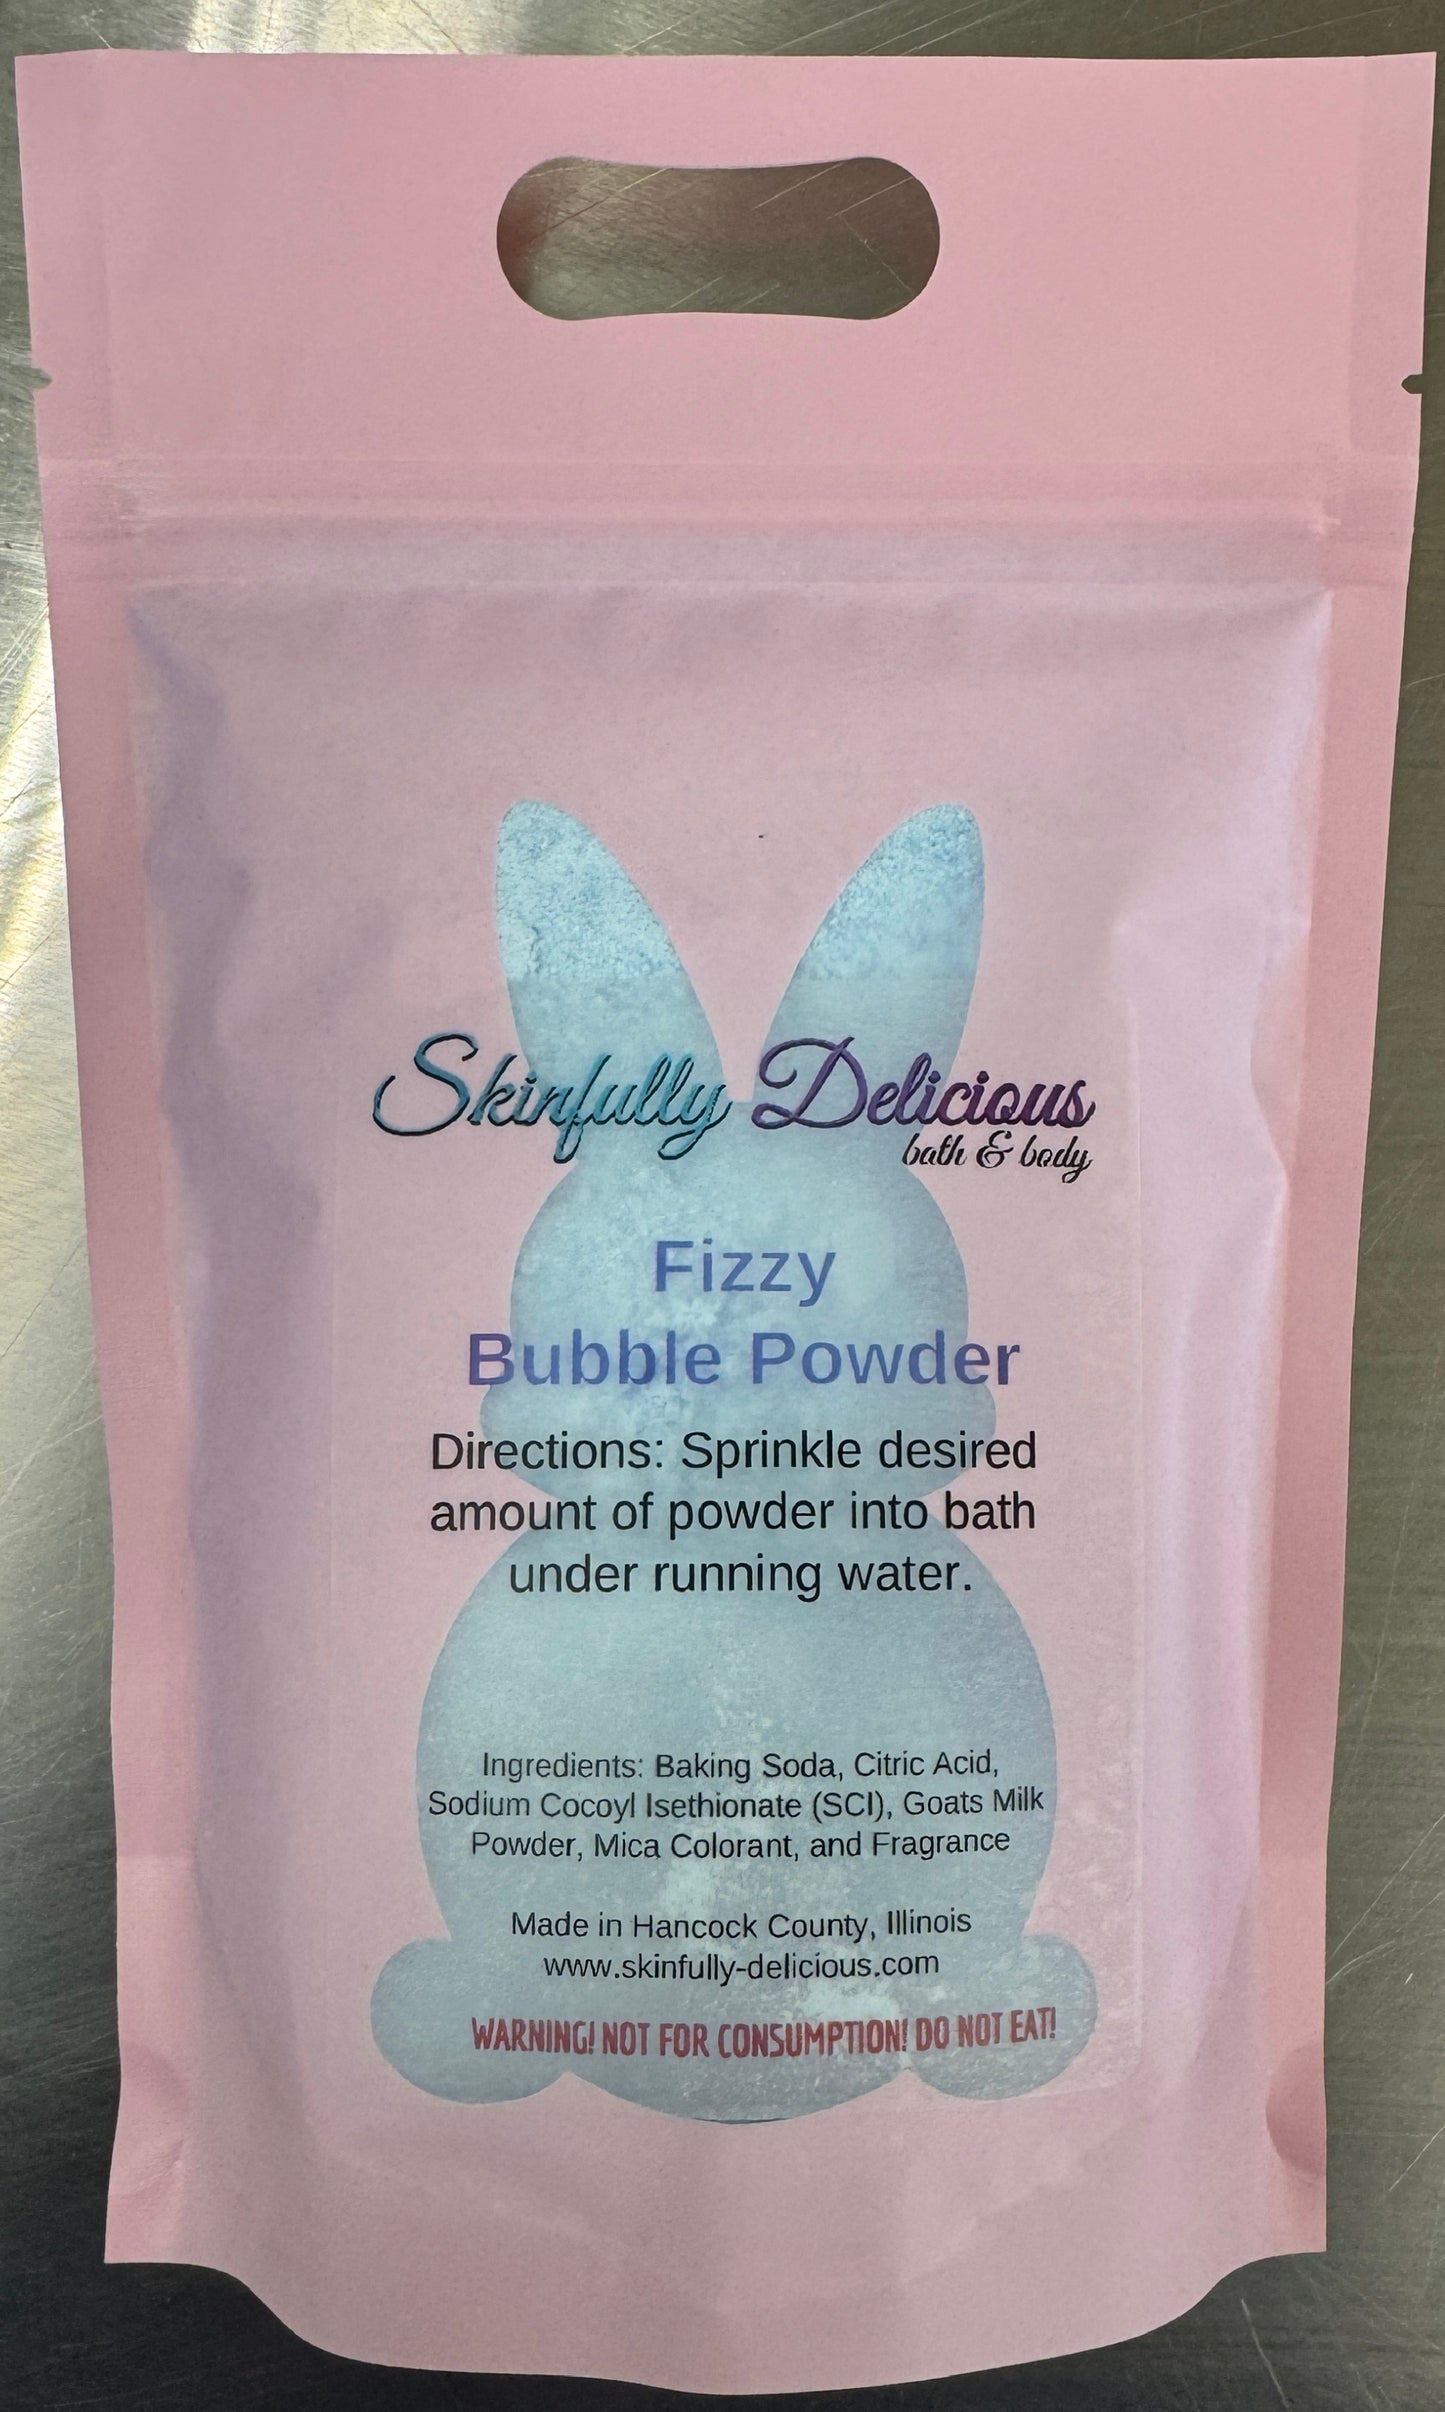 Skinfully Delicious
bath & body
Fizzy
Bubble Powder
Directions: Sprinkle desired
amount of powder into bath
under running water.
Ingredients: Baking Soda, Citric Acid,
Sodium Cocoyl Isethionate (SCI), Goats Milk
Powder, Mica Colorant, and Fragrance
Made in Hancock County, Illinois
www.skinfully-delicious.com
WARNING! NOT FOR CONSUMPTION! DO NOT EAT!